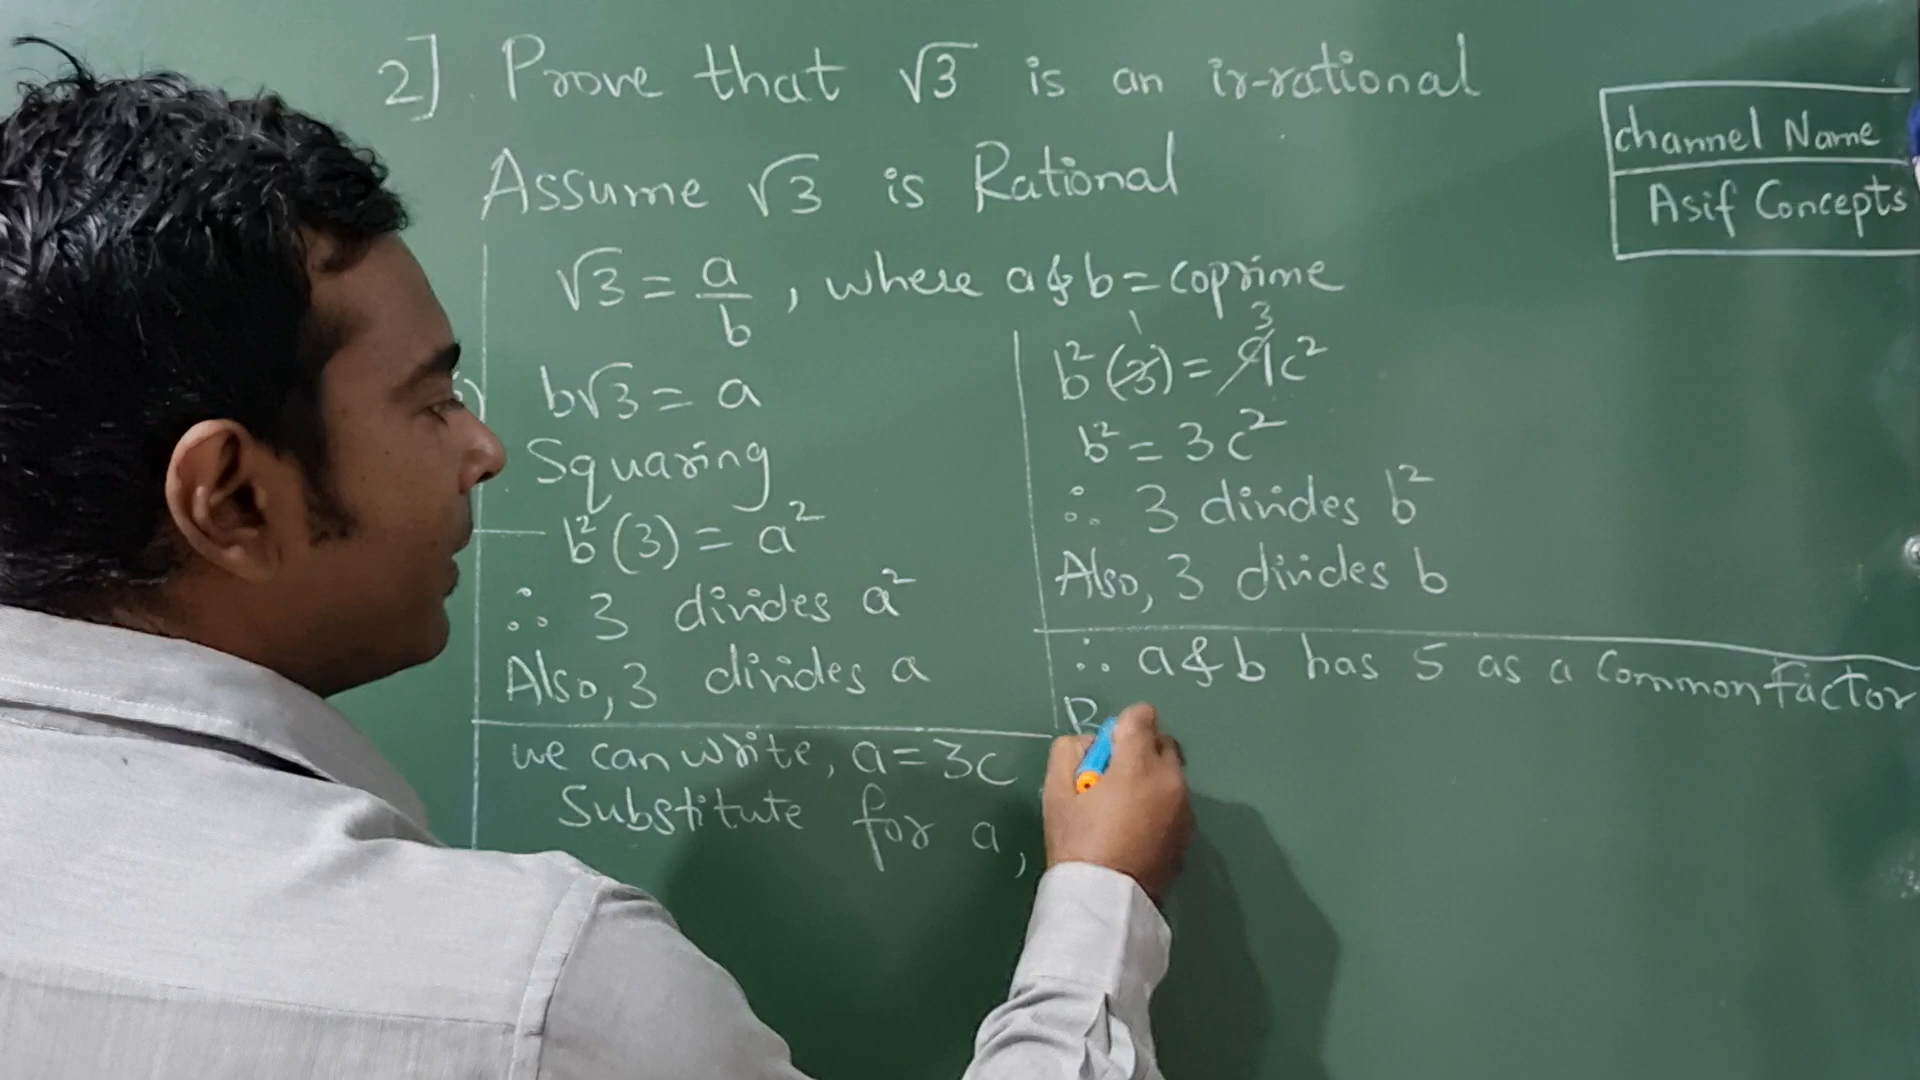 2] Prove that √3 is an ir-rational
Assume √3 is Rational
√3 = a/b, where a & b = coprime
b√3 = a
Squaring
b²(3) = a²
∴ 3 divides a²
Also, 3 divides a
we can write, a = 3c
Substitute for a,
1 3
b²(3) = 9c²
b² = 3c²
∴ 3 divides b²
Also, 3 divides b
∴ a & b has 5 as a Common factor
B
Channel Name
Asif Concepts